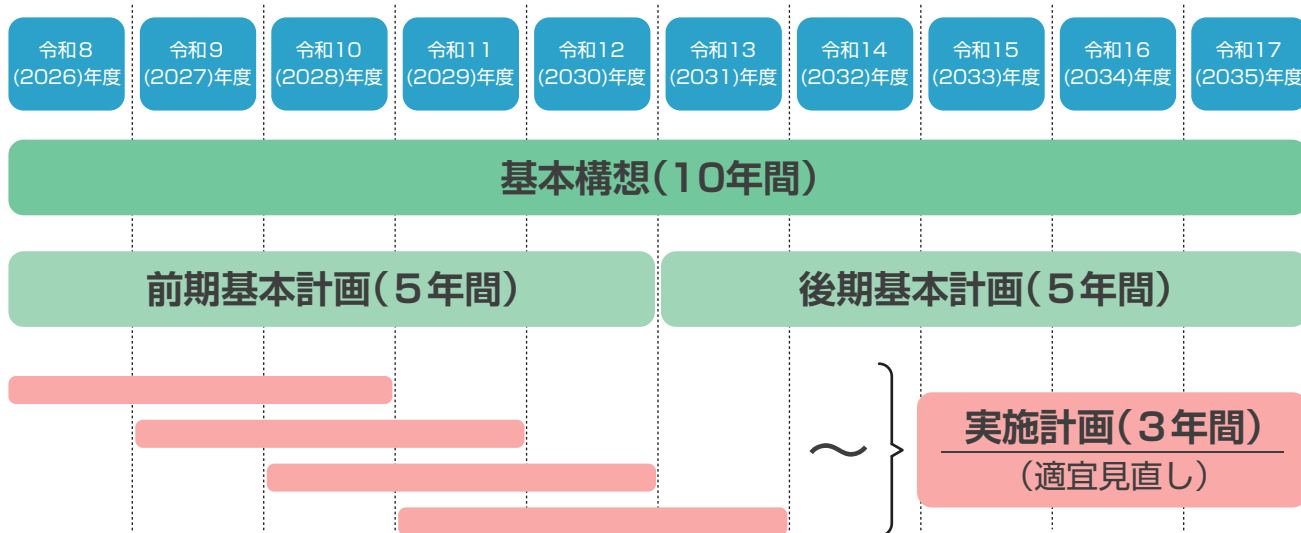 令和8
(2026)年度
令和9
(2027)年度
令和10
(2028)年度
令和11
(2029)年度
令和12
(2030)年度
令和13
(2031)年度
令和14
(2032)年度
令和15
(2033)年度
令和16
(2034)年度
令和17
(2035)年度
基本構想(10年間)
前期基本計画(5年間)
後期基本計画(5年間)
〜
実施計画(3年間)
(適宜見直し)